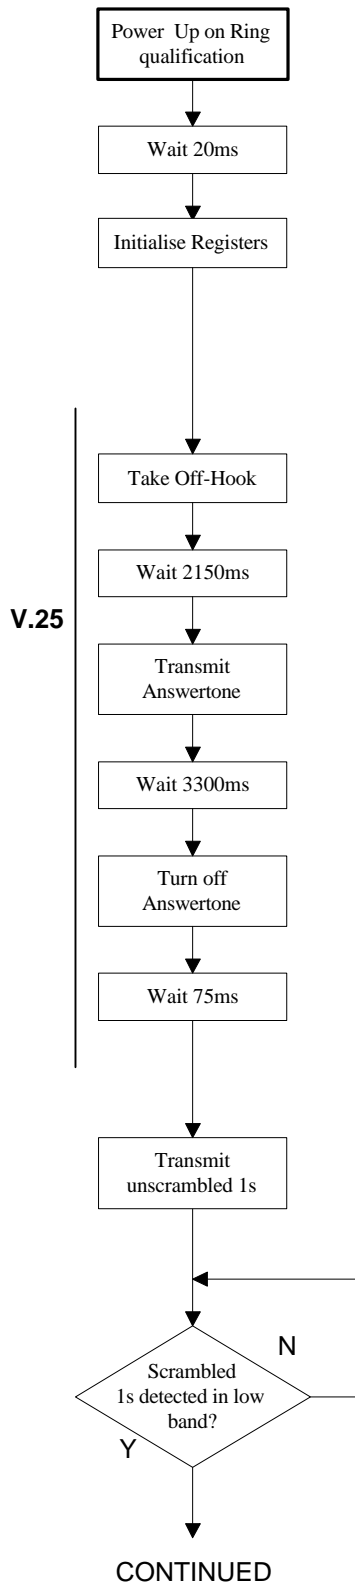 Power Up on Ring
qualification
Wait 20ms
Initialise Registers
Take Off-Hook
Wait 2150ms
V.25
Transmit
Answertone
Wait 3300ms
Turn off
Answertone
Wait 75ms
Transmit
unscrambled 1s
N
Scrambled
1s detected in low
band?
Y
CONTINUED